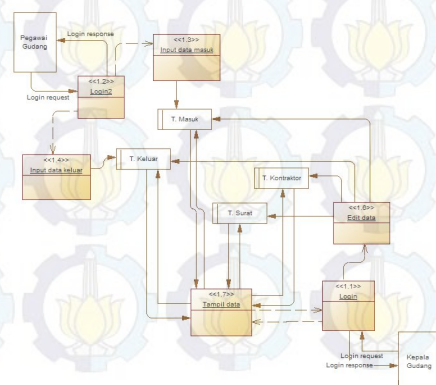 Pegawai
Gudang
Login response
Login request
<<1.2>>
Login2
<<1.3>>
Input data masuk
T. Masuk
<<1.4>>
Input data keluar
T. Keluar
T. Kontraktor
T. Surat
<<1.6>>
Edit data
<<1.7>>
Tampil data
<<1.1>>
Login
Login request
Login response
Kepala
Gudang